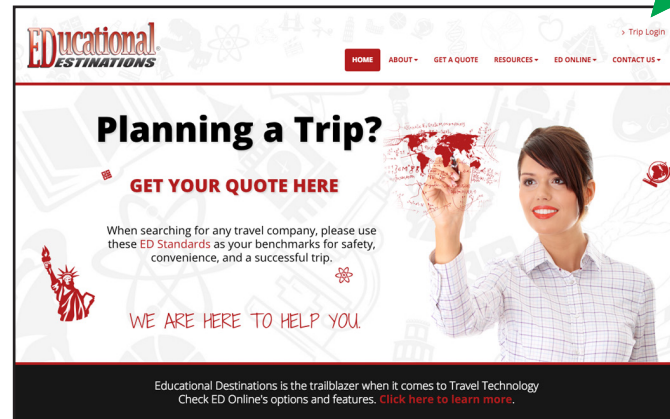 EDucational
DESTINATIONS
> Trip Login
HOME ABOUT GET A QUOTE RESOURCES ED ONLINE CONTACT US
Planning a Trip?
GET YOUR QUOTE HERE
When searching for any travel company, please use
these ED Standards as your benchmarks for safety,
convenience, and a successful trip.
WE ARE HERE TO HELP YOU.
Educational Destinations is the trailblazer when it comes to Travel Technology
Check ED Online's options and features. Click here to learn more.